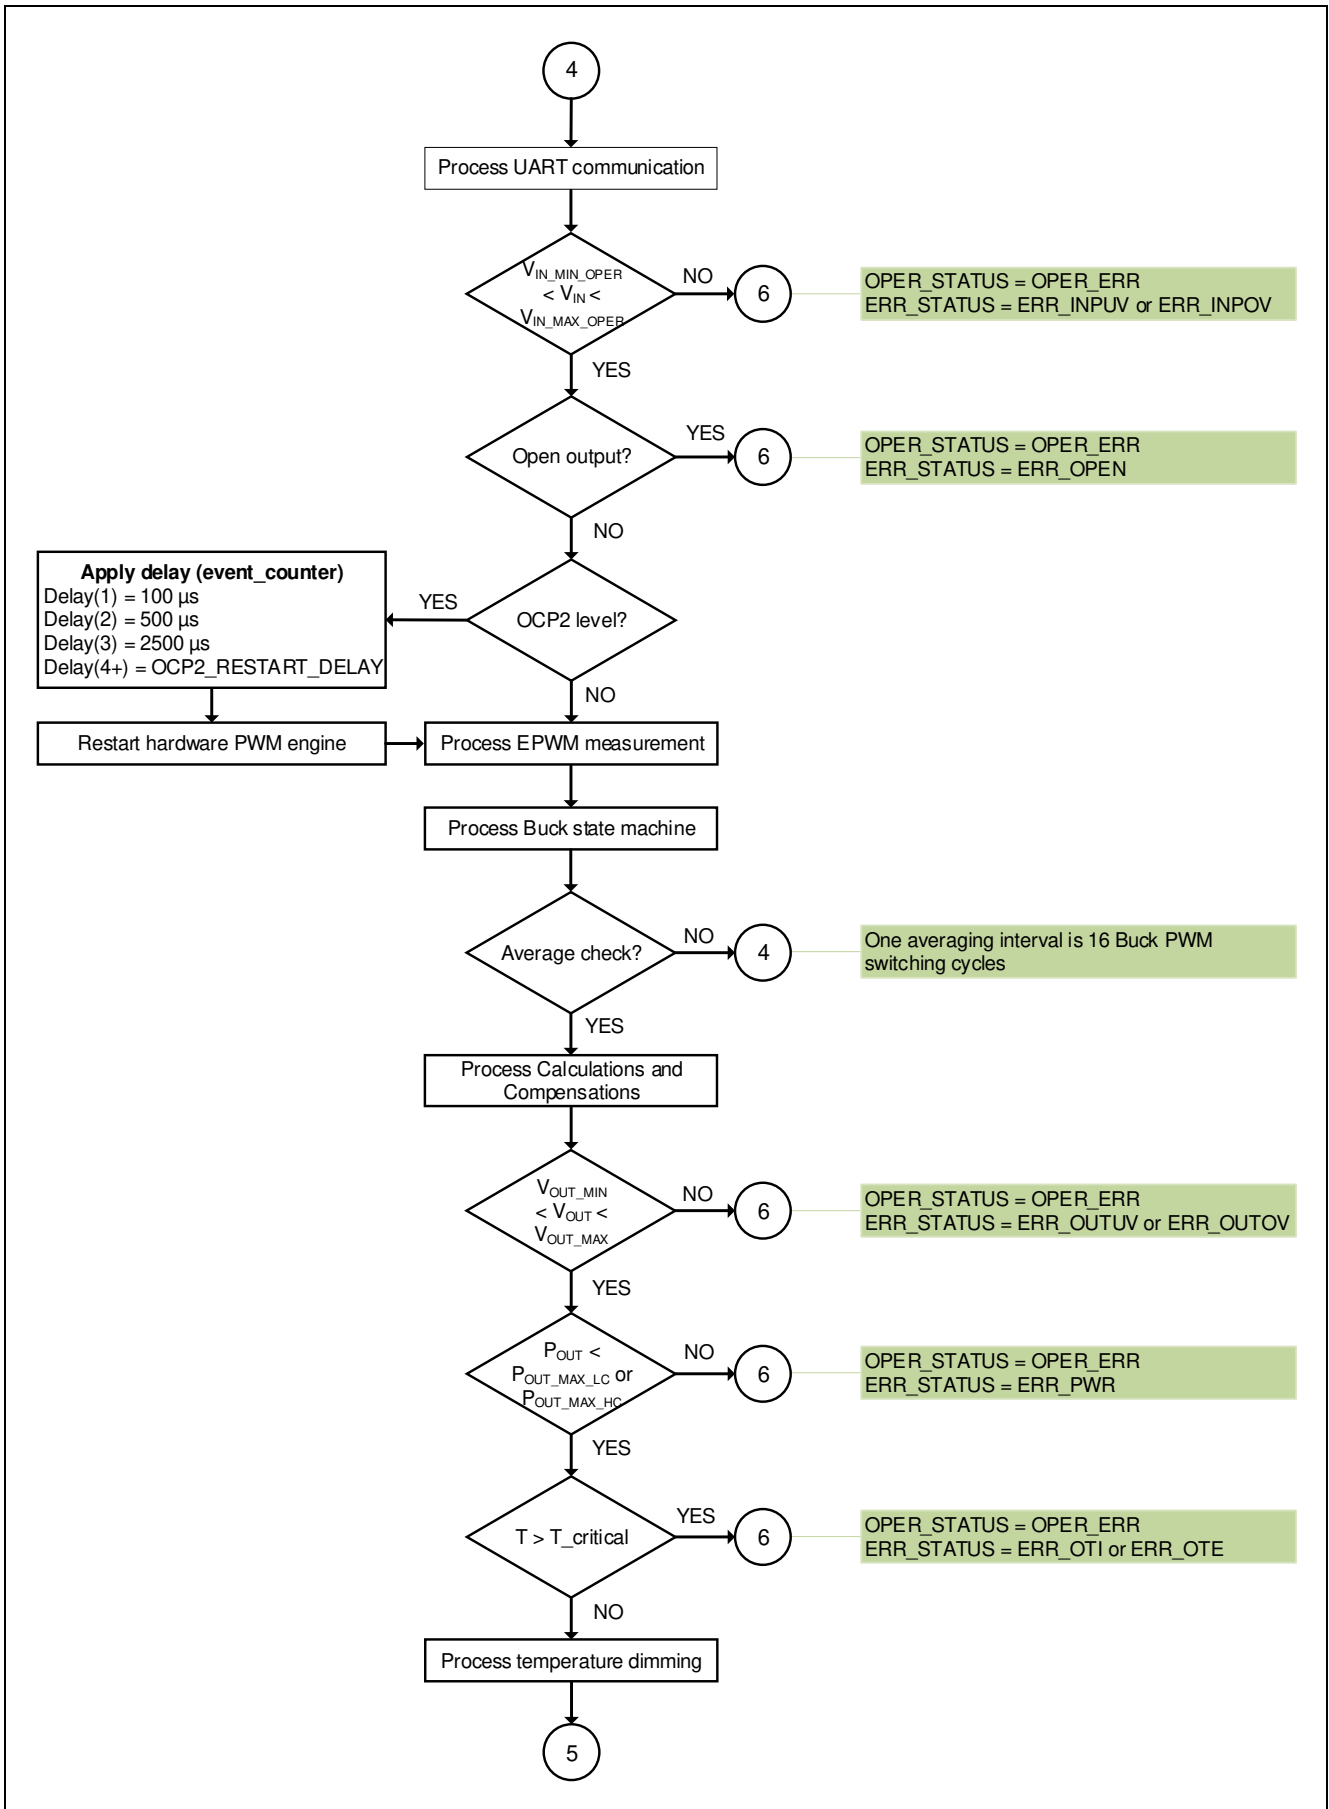 4
Process UART communication
V_IN_MIN_OPER
< V_IN <
V_IN_MAX_OPER
NO
6
OPER_STATUS = OPER_ERR
ERR_STATUS = ERR_INPUV or ERR_INPOV
YES
Open output?
YES
6
OPER_STATUS = OPER_ERR
ERR_STATUS = ERR_OPEN
NO
Apply delay (event_counter)
Delay(1) = 100 µs
Delay(2) = 500 µs
Delay(3) = 2500 µs
Delay(4+) = OCP2_RESTART_DELAY
YES
OCP2 level?
NO
Restart hardware PWM engine
Process EPWM measurement
Process Buck state machine
Average check?
NO
4
One averaging interval is 16 Buck PWM
switching cycles
YES
Process Calculations and
Compensations
V_OUT_MIN
< V_OUT <
V_OUT_MAX
NO
6
OPER_STATUS = OPER_ERR
ERR_STATUS = ERR_OUTUV or ERR_OUTOV
YES
P_OUT <
P_OUT_MAX_LC or
P_OUT_MAX_HC
NO
6
OPER_STATUS = OPER_ERR
ERR_STATUS = ERR_PWR
YES
T > T_critical
YES
6
OPER_STATUS = OPER_ERR
ERR_STATUS = ERR_OTI or ERR_OTE
NO
Process temperature dimming
5